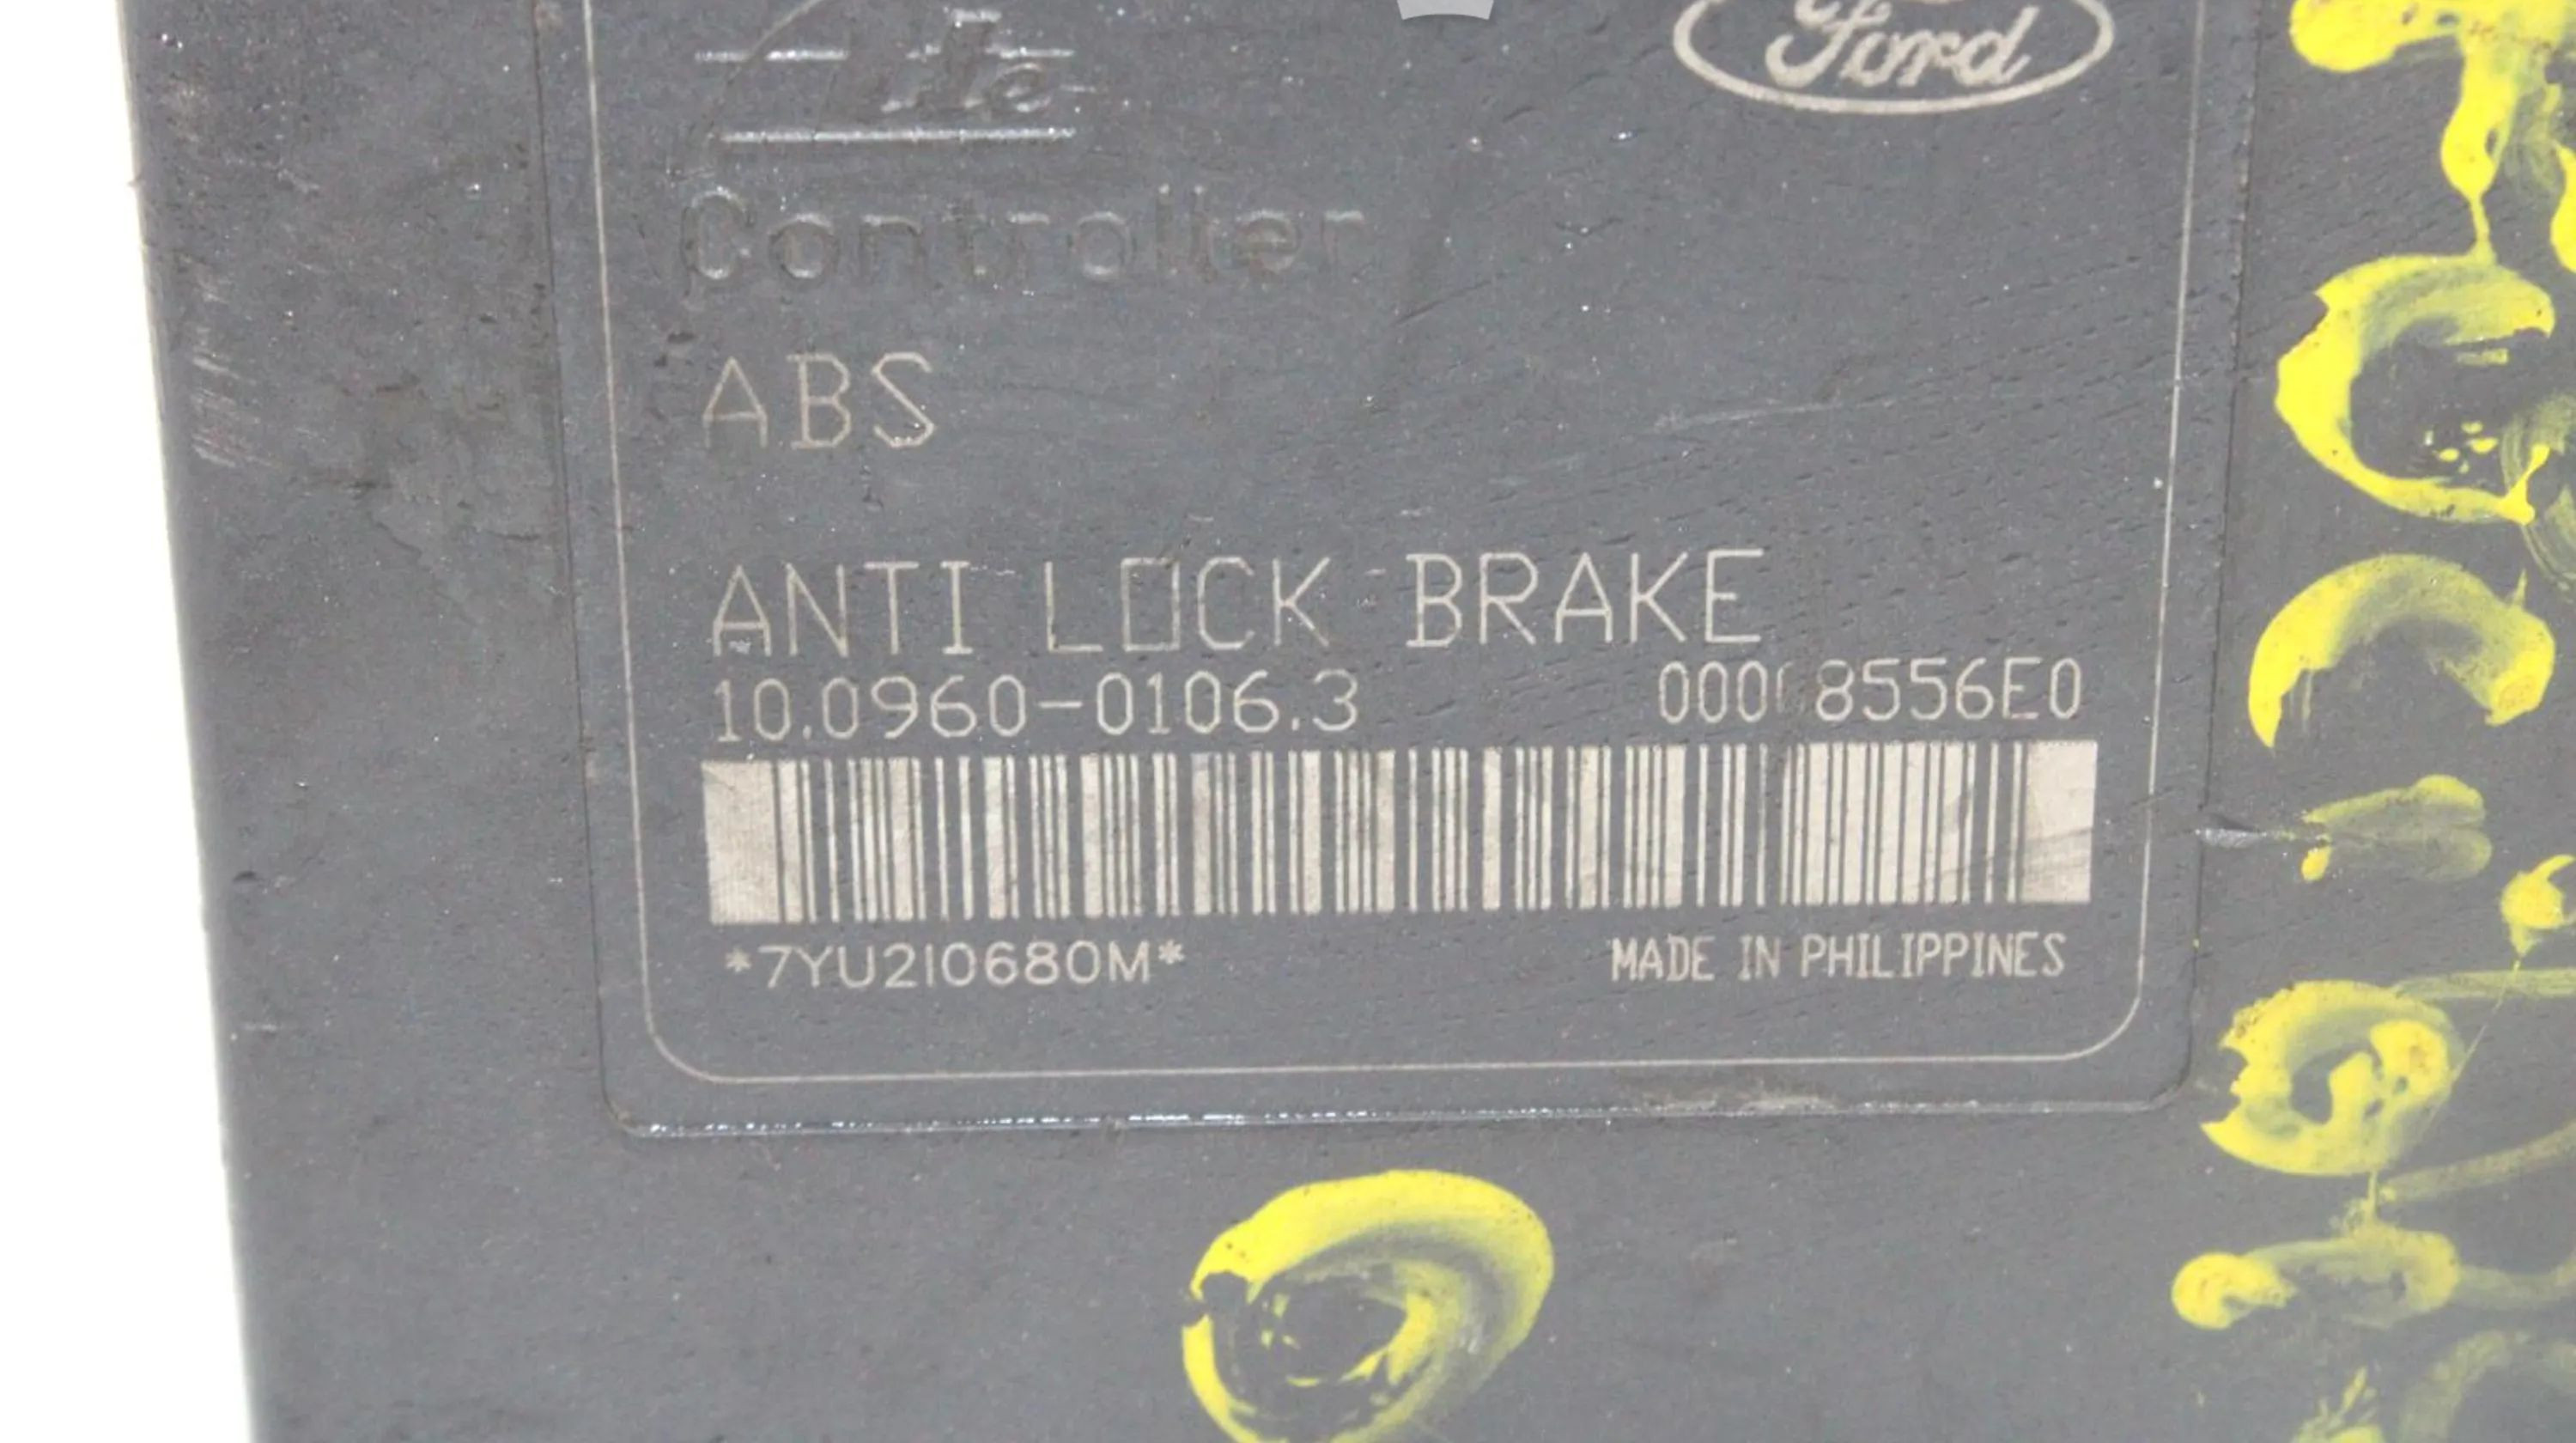 Ate
Ford
Controller
ABS
ANTI LOCK BRAKE
10.0960-0106.3
*7YU210680M*
MADE IN PHILIPPINES